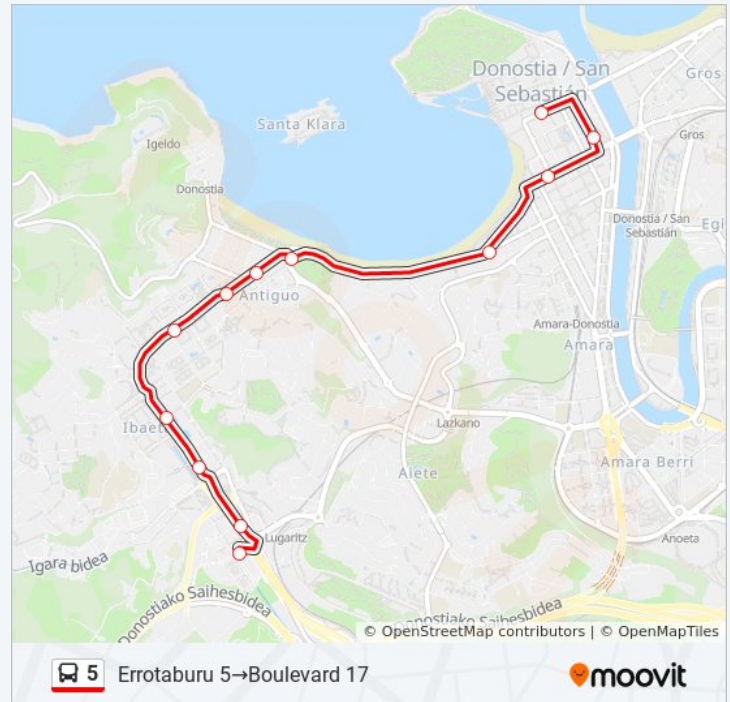 Donostia / San
Sebastián
Gros
Santa Klara
Igeldo
Gros
Donostia
Donostia / San
Sebastián
Egi
Antiguo
Amara-Donostia
Amara
Ibaeta
Lazkano
Aiete
Amara Berri
Lugaritz
Anoeta
Igara bidea
Donostiako Saihesbidea
Donostiako Saihesbidea
© OpenStreetMap contributors | © OpenMapTiles
5 Errotaburu 5→Boulevard 17
moovit